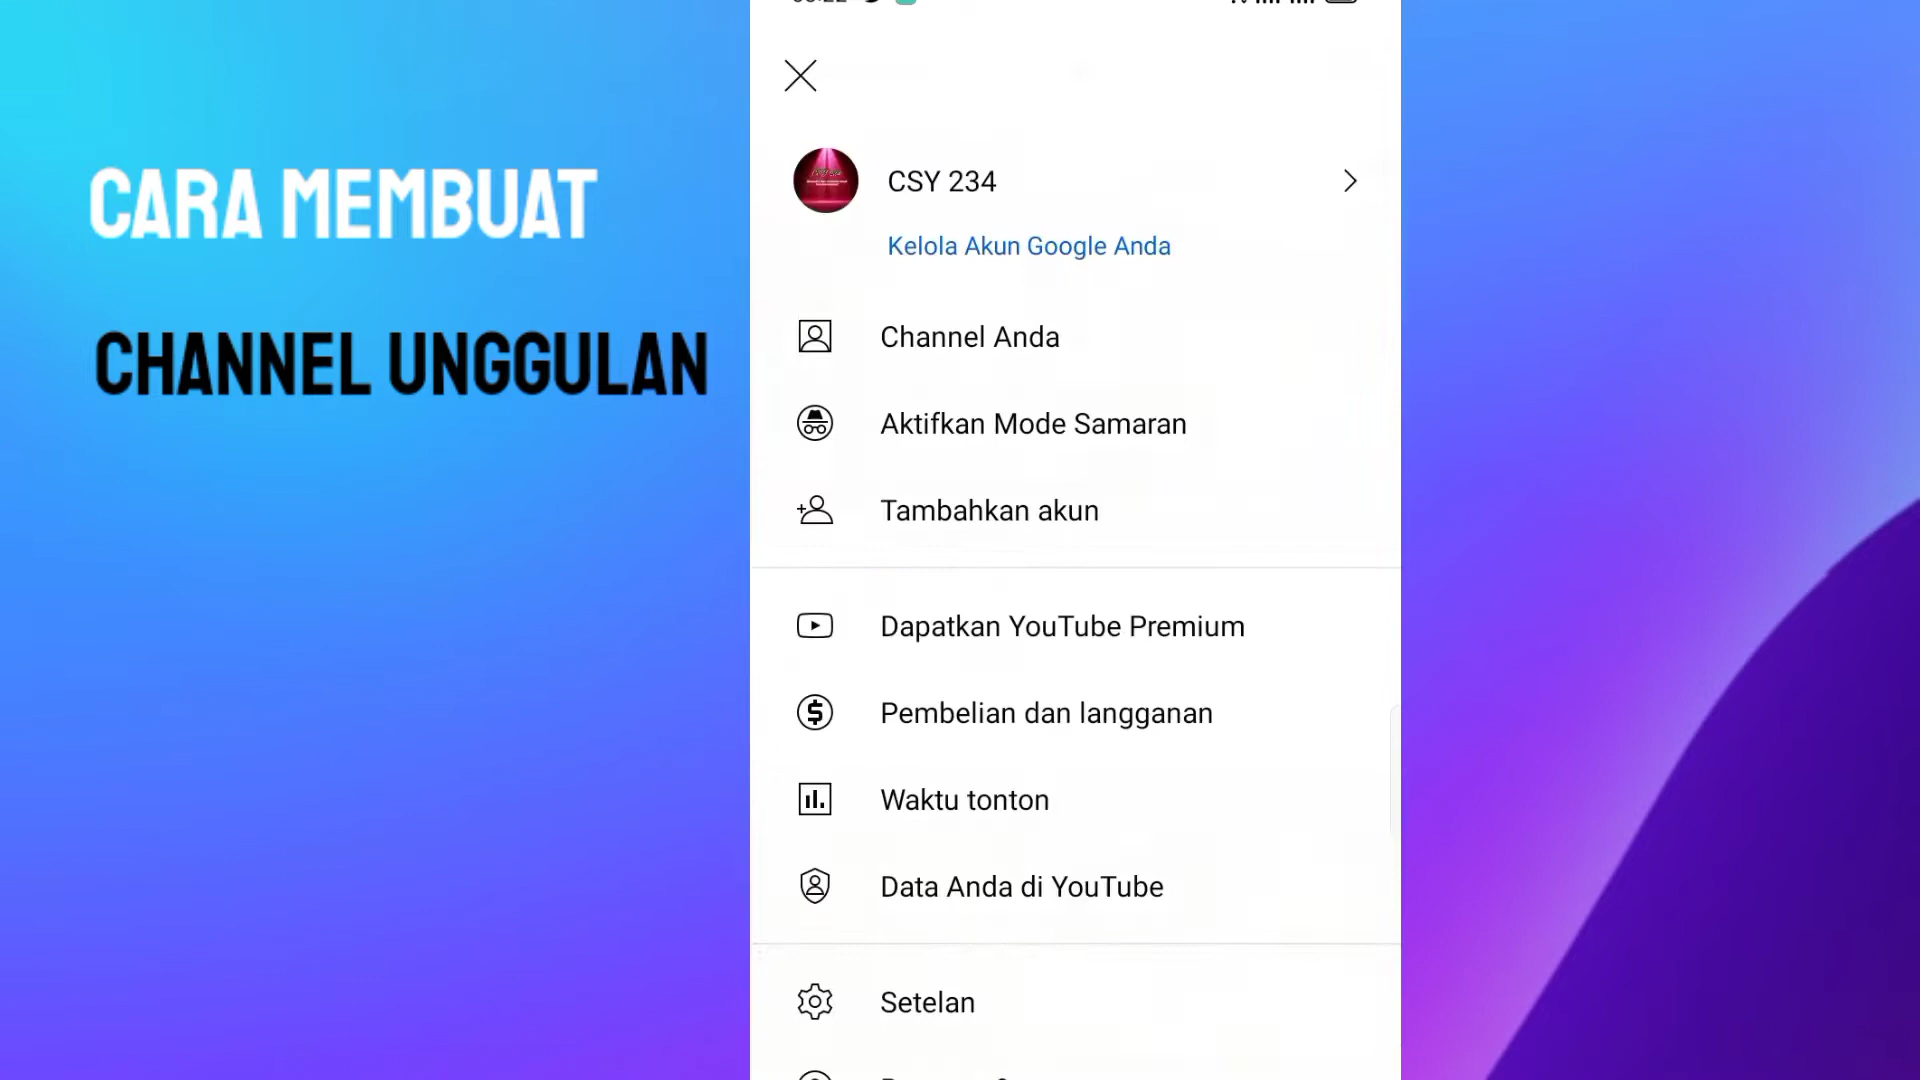 CARA MEMBUAT
CHANNEL UNGGULAN
CSY 234
Kelola Akun Google Anda
Channel Anda
Aktifkan Mode Samaran
Tambahkan akun
Dapatkan YouTube Premium
Pembelian dan langganan
Waktu tonton
Data Anda di YouTube
Setelan